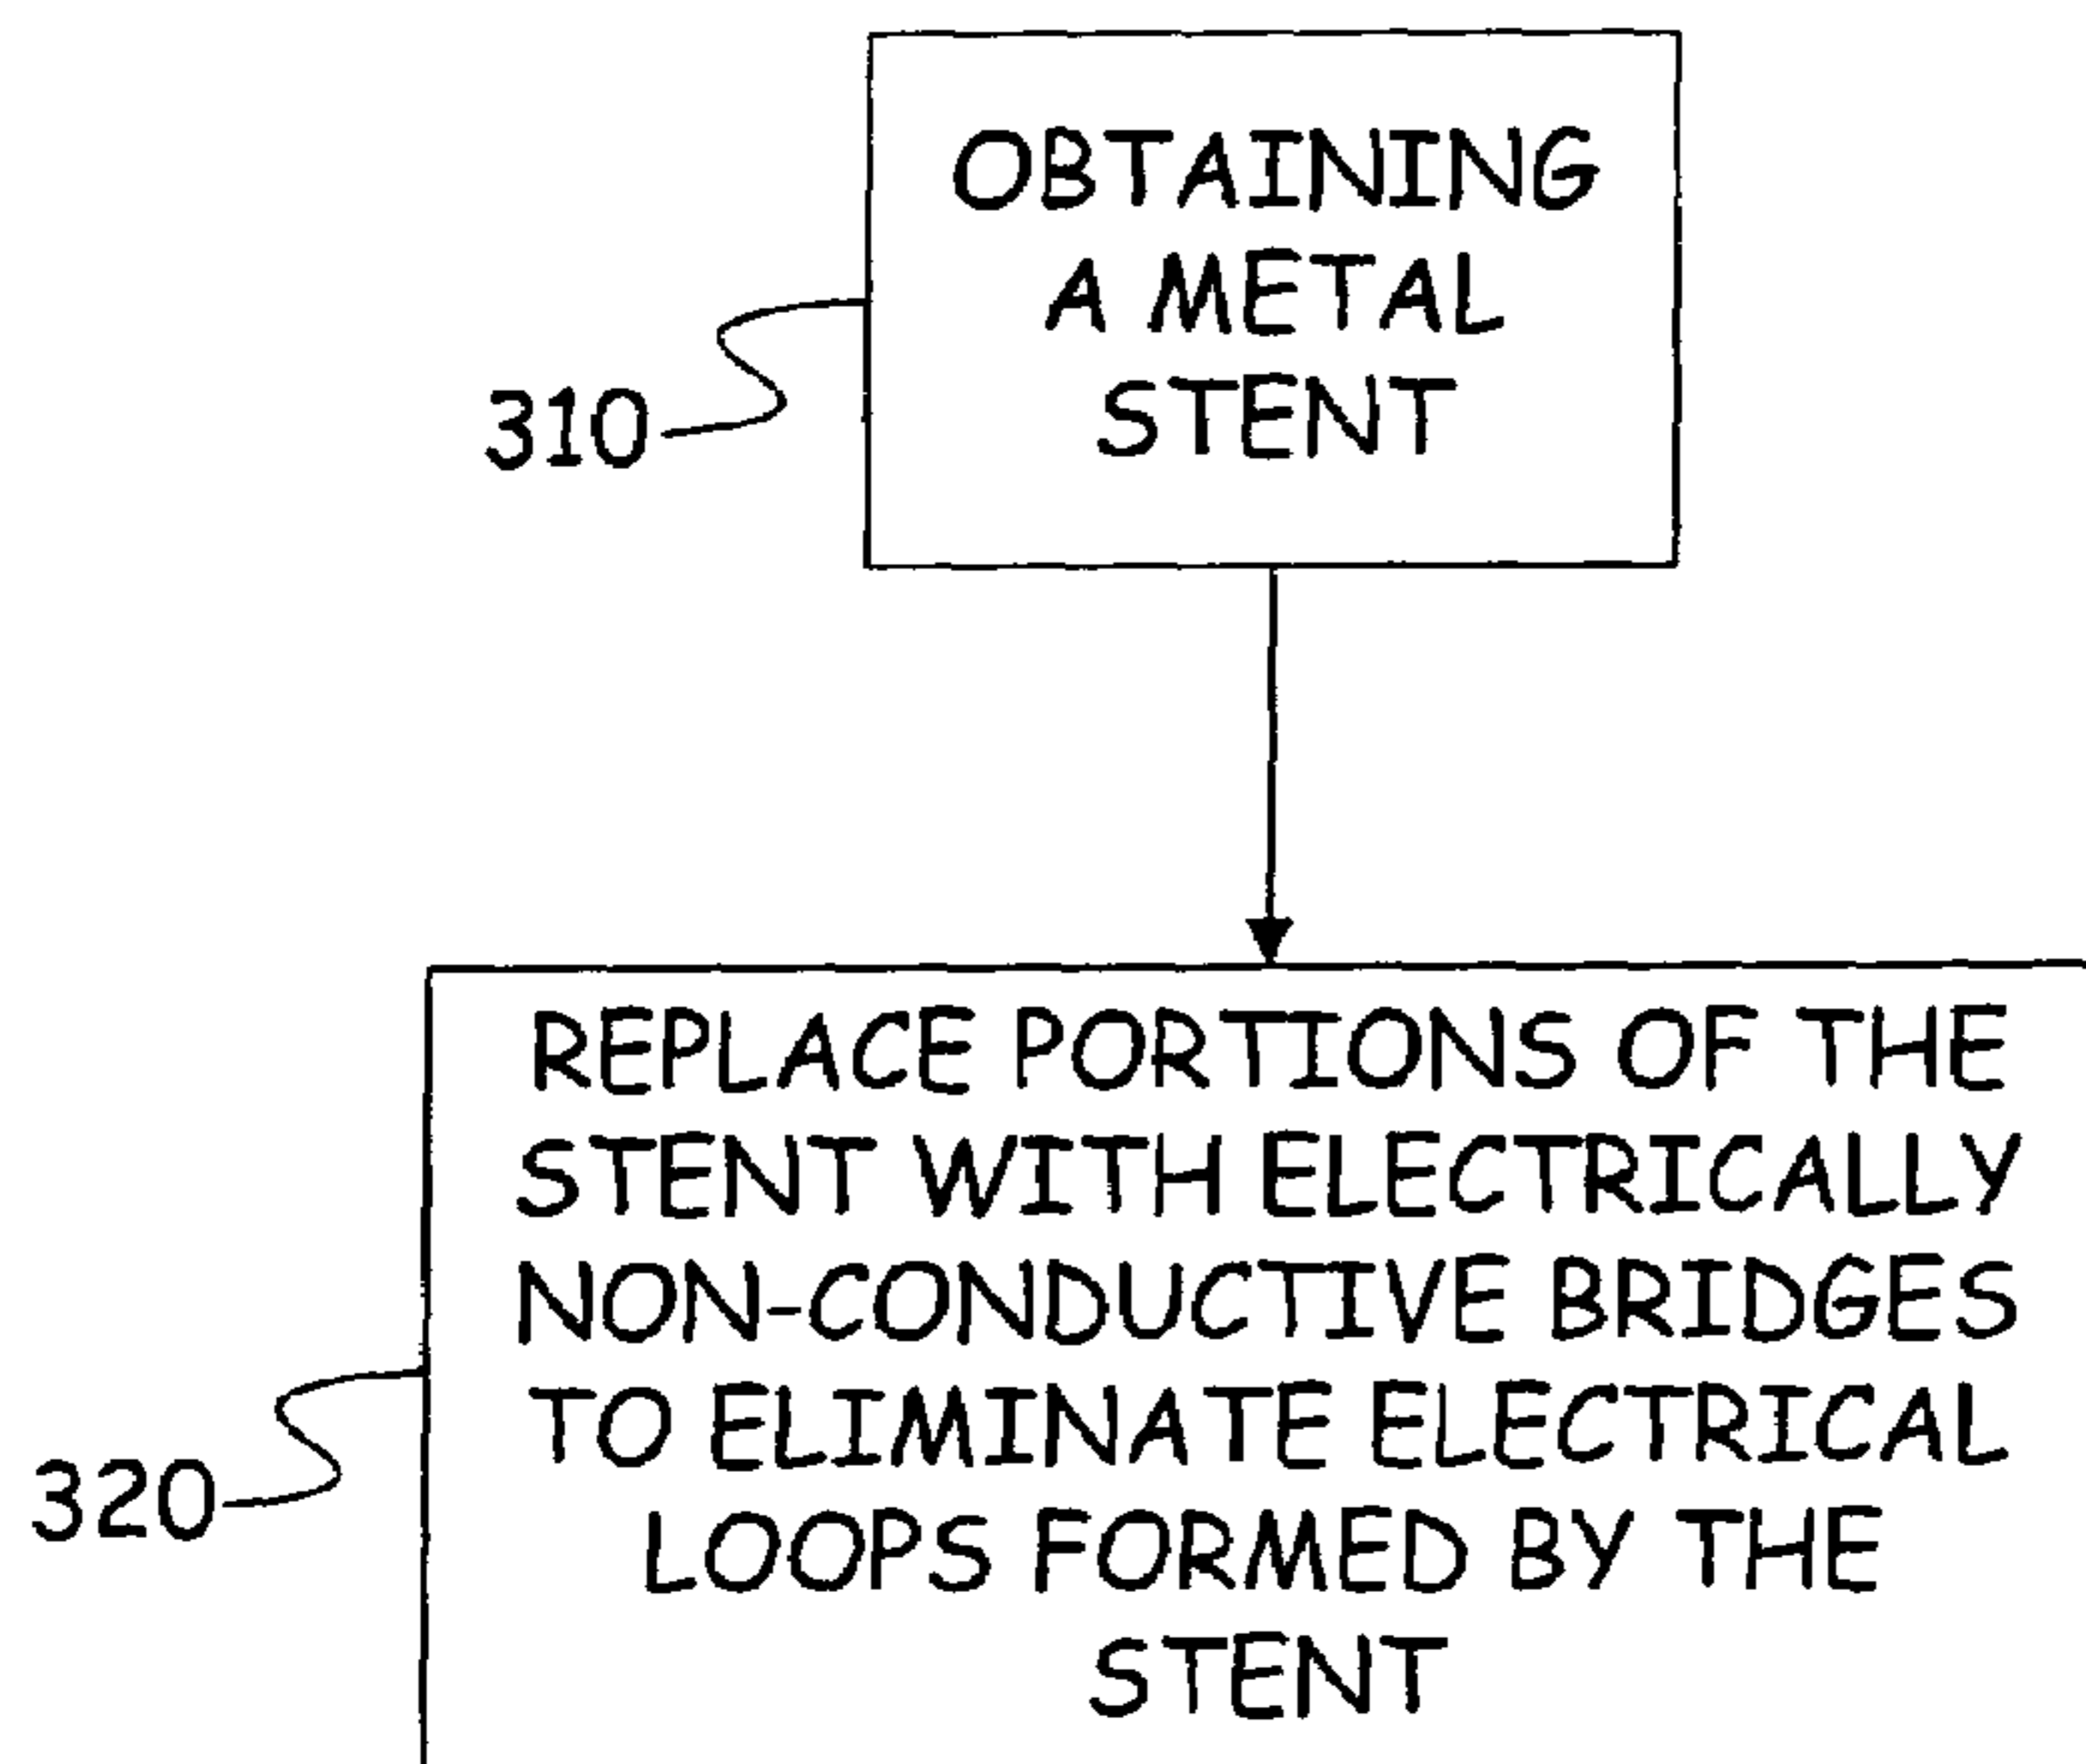 OBTAINING
A METAL
STENT
310
REPLACE PORTIONS OF THE
STENT WITH ELECTRICALLY
NON-CONDUCTIVE BRIDGES
TO ELIMINATE ELECTRICAL
LOOPS FORMED BY THE
STENT
320